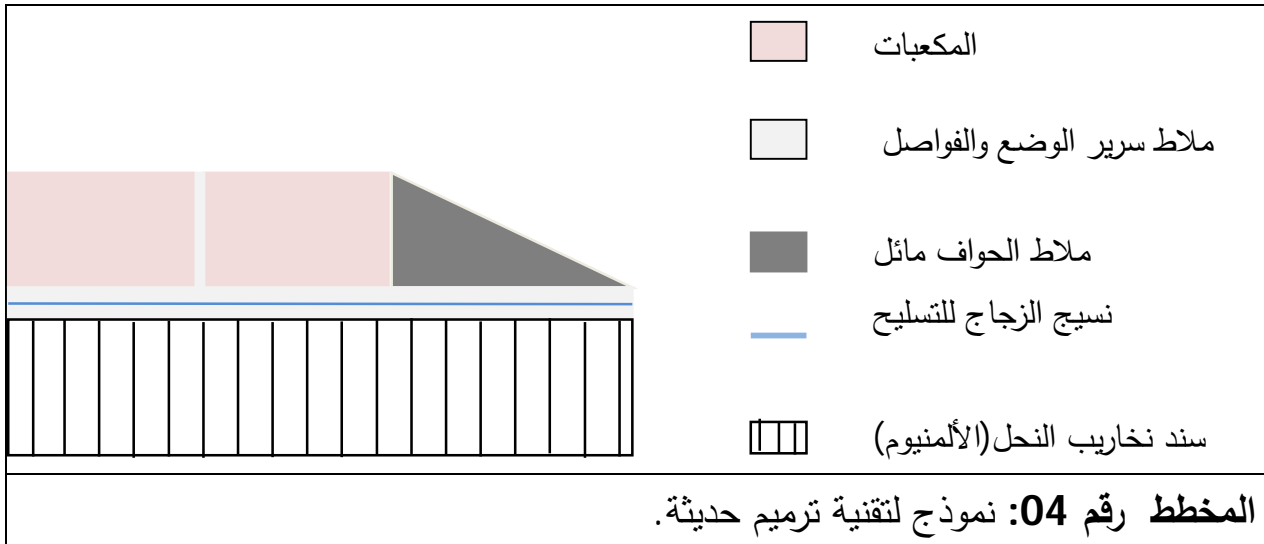 المكعبات
ملاط سرير الوضع والفواصل
ملاط الحواف مائل
نسيج الزجاج للتسليح
سند نخاريب النحل(الألمنيوم)
المخطط رقم 04: نموذج لتقنية ترميم حديثة.